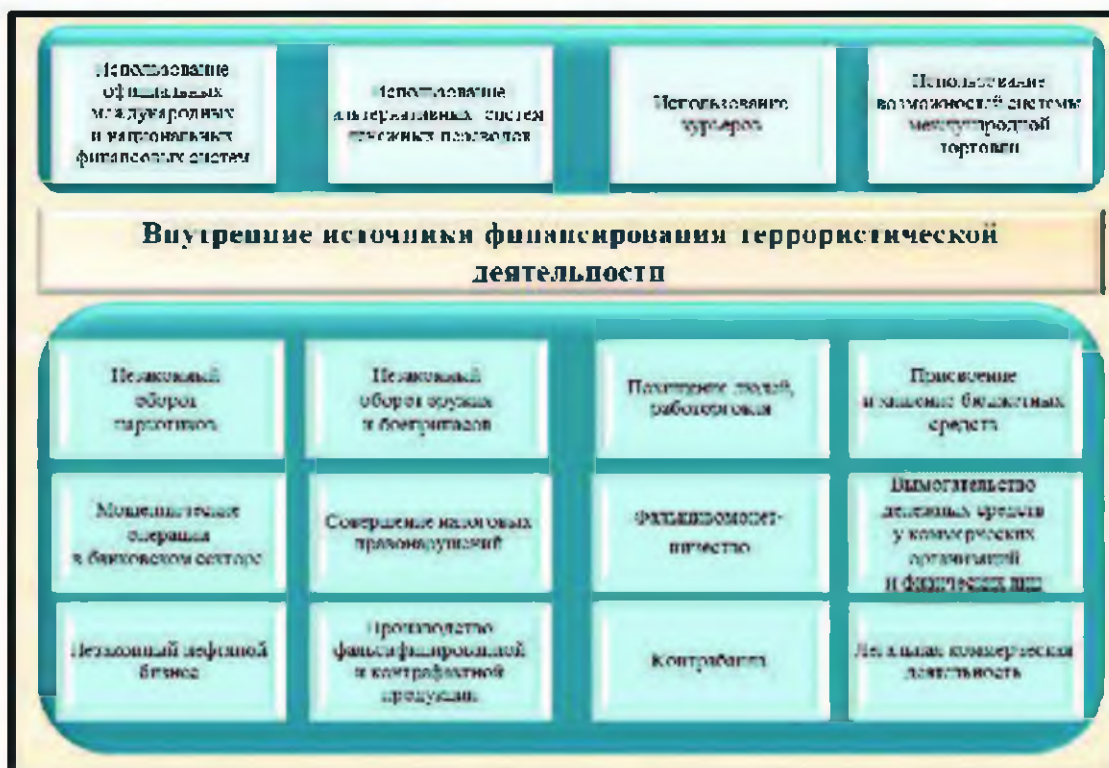 Использование
официальных
международных
и национальных
финансовых систем
Использование
альтернативных систем
денежных переводов
Использование
курьеров
Использование
возможностей системы
международной
торговли
Внутренние источники финансирования террористической
деятельности
Незаконный
оборот
наркотиков
Незаконный
оборот оружия
и боеприпасов
Похищение людей,
работорговля
Присвоение
и хищение бюджетных
средств
Мошеннические
операции
в банковском секторе
Совершение налоговых
правонарушений
Фальшивомонет-
ничество
Вымогательство
денежных средств
у коммерческих
организаций
и физических лиц
Незаконный нефтяной
бизнес
Производство
фальсифицированной
и контрафактной
продукции
Контрабанда
Легальная коммерческая
деятельность